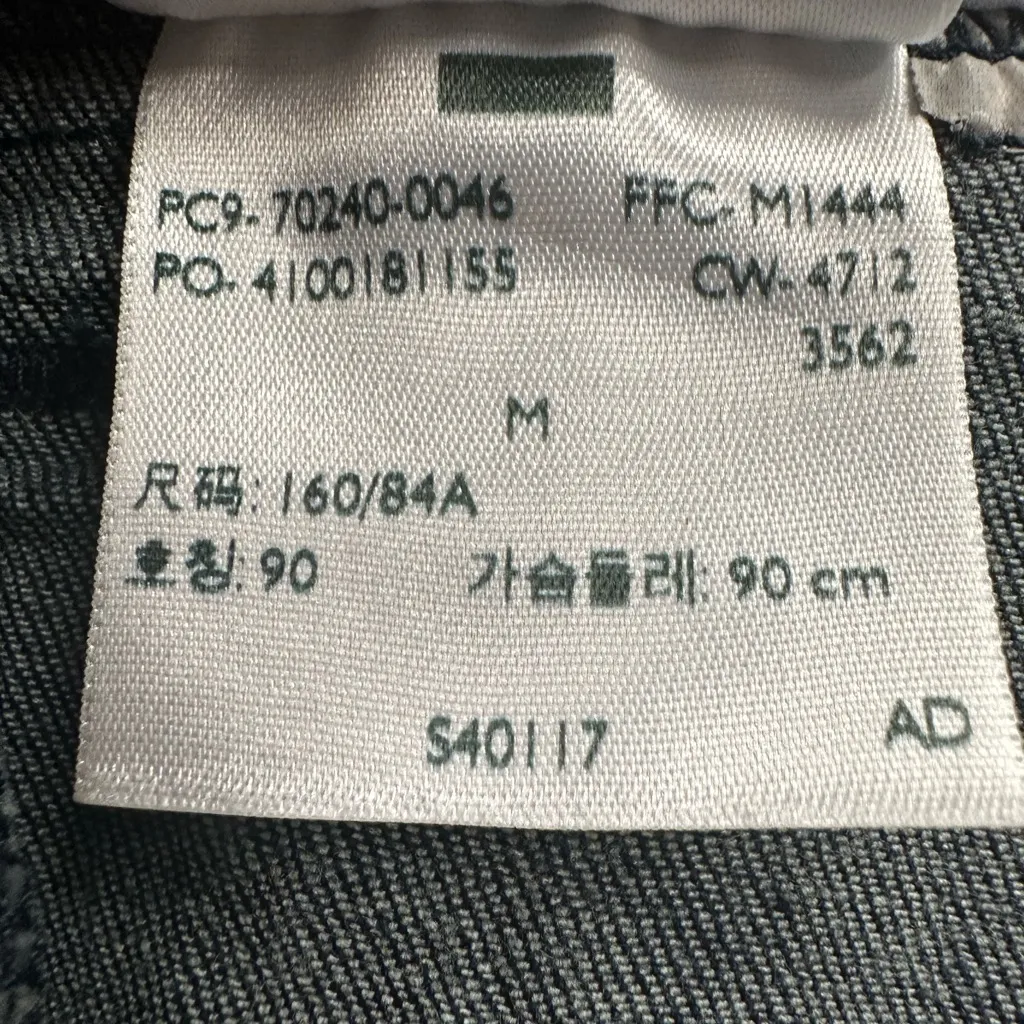 PC9-70240-0046 FFC-M1444
PO-4100181155 CW-4712
3562
M
尺码: 160/84A
호칭: 90 가슴둘레: 90 cm
S40117 AD